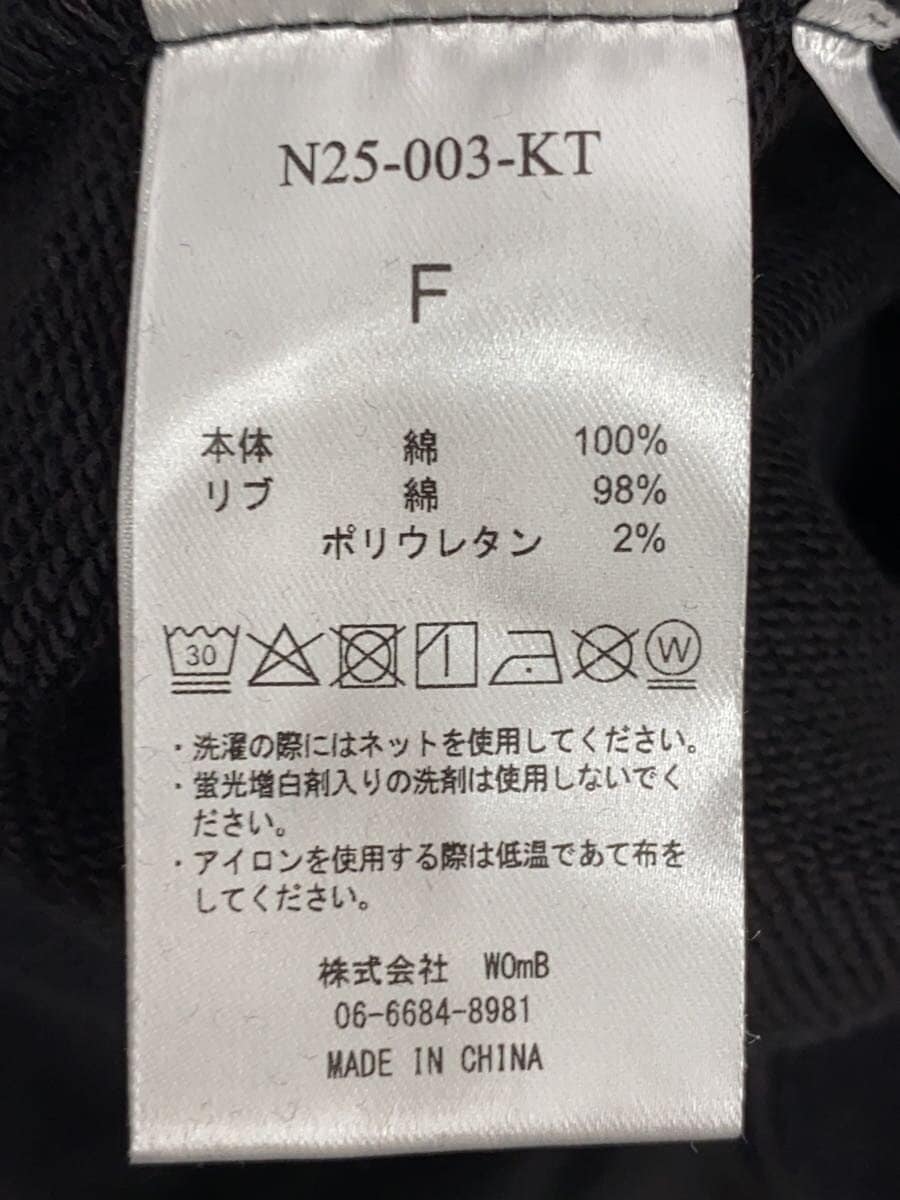 N25-003-KT
F
本体 綿 100%
リブ 綿 98%
ポリウレタン 2%
30 W
・洗濯の際にはネットを使用してください。
・蛍光増白剤入りの洗剤は使用しないでく
ださい。
・アイロンを使用する際は低温であて布を
してください。
株式会社 WOmB
06-6684-8981
MADE IN CHINA